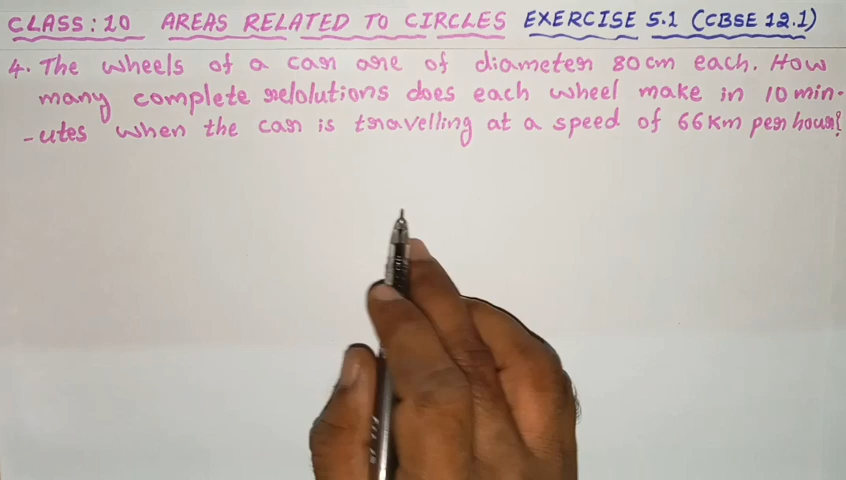 CLASS : 10 AREAS RELATED TO CIRCLES EXERCISE 5.1 (CBSE 12.1)
4. The wheels of a car are of diameter 80 cm each. How
many complete relolutions does each wheel make in 10 min-
-utes when the car is travelling at a speed of 66 Km per hour?